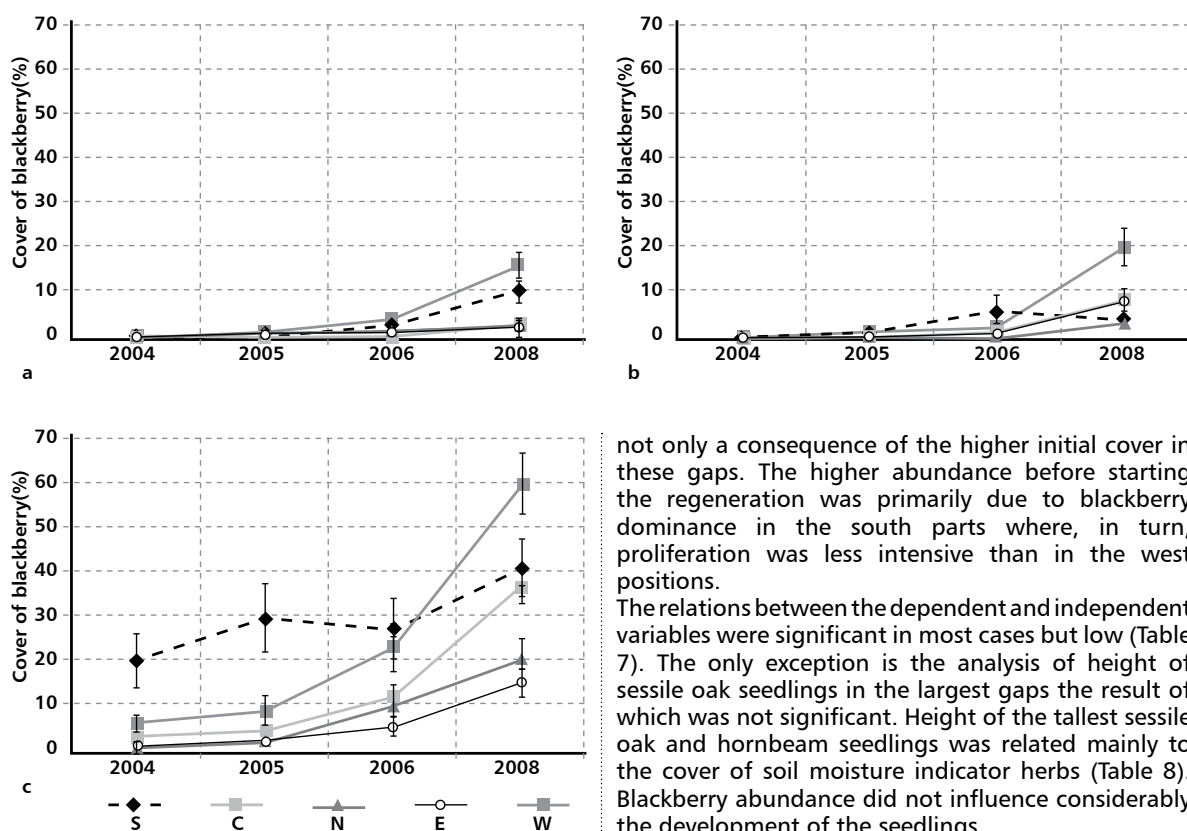 70
60
50
40
30
20
10
0
Cover of blackberry(%)
2004 2005 2006 2008
a
70
60
50
40
30
20
10
0
Cover of blackberry(%)
2004 2005 2006 2008
b
70
60
50
40
30
20
10
0
Cover of blackberry(%)
2004 2005 2006 2008
c
S C N E W
not only a consequence of the higher initial cover in
these gaps. The higher abundance before starting
the regeneration was primarily due to blackberry
dominance in the south parts where, in turn,
proliferation was less intensive than in the west
positions.
The relations between the dependent and independent
variables were significant in most cases but low (Table
7). The only exception is the analysis of height of
sessile oak seedlings in the largest gaps the result of
which was not significant. Height of the tallest sessile
oak and hornbeam seedlings was related mainly to
the cover of soil moisture indicator herbs (Table 8).
Blackberry abundance did not influence considerably
the development of the seedlings.